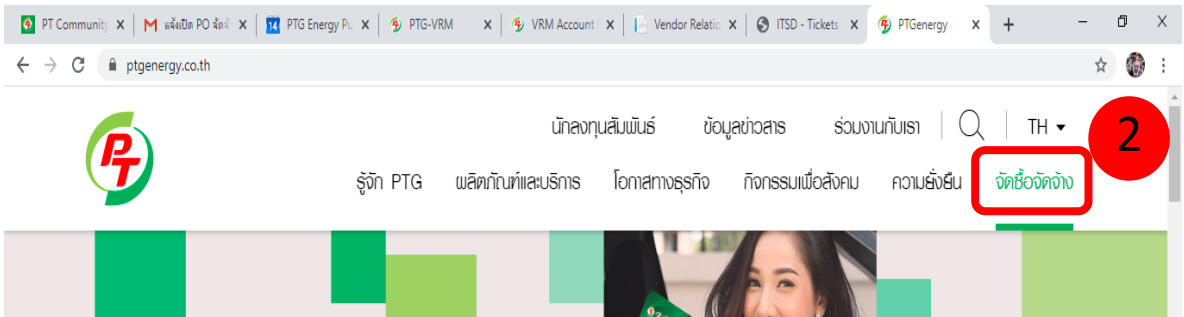 PT Community
แจ้งเปิด PO จัดจ้
14 PTG Energy Pu
PTG-VRM
VRM Account
Vendor Relatio
ITSD - Tickets
PTGenergy
ptgenergy.co.th
PT
นักลงทุนสัมพันธ์ ข้อมูลข่าวสาร ร่วมงานกับเรา TH
2
รู้จัก PTG ผลิตภัณฑ์และบริการ โอกาสทางธุรกิจ กิจกรรมเพื่อสังคม ความยั่งยืน จัดซื้อจัดจ้าง